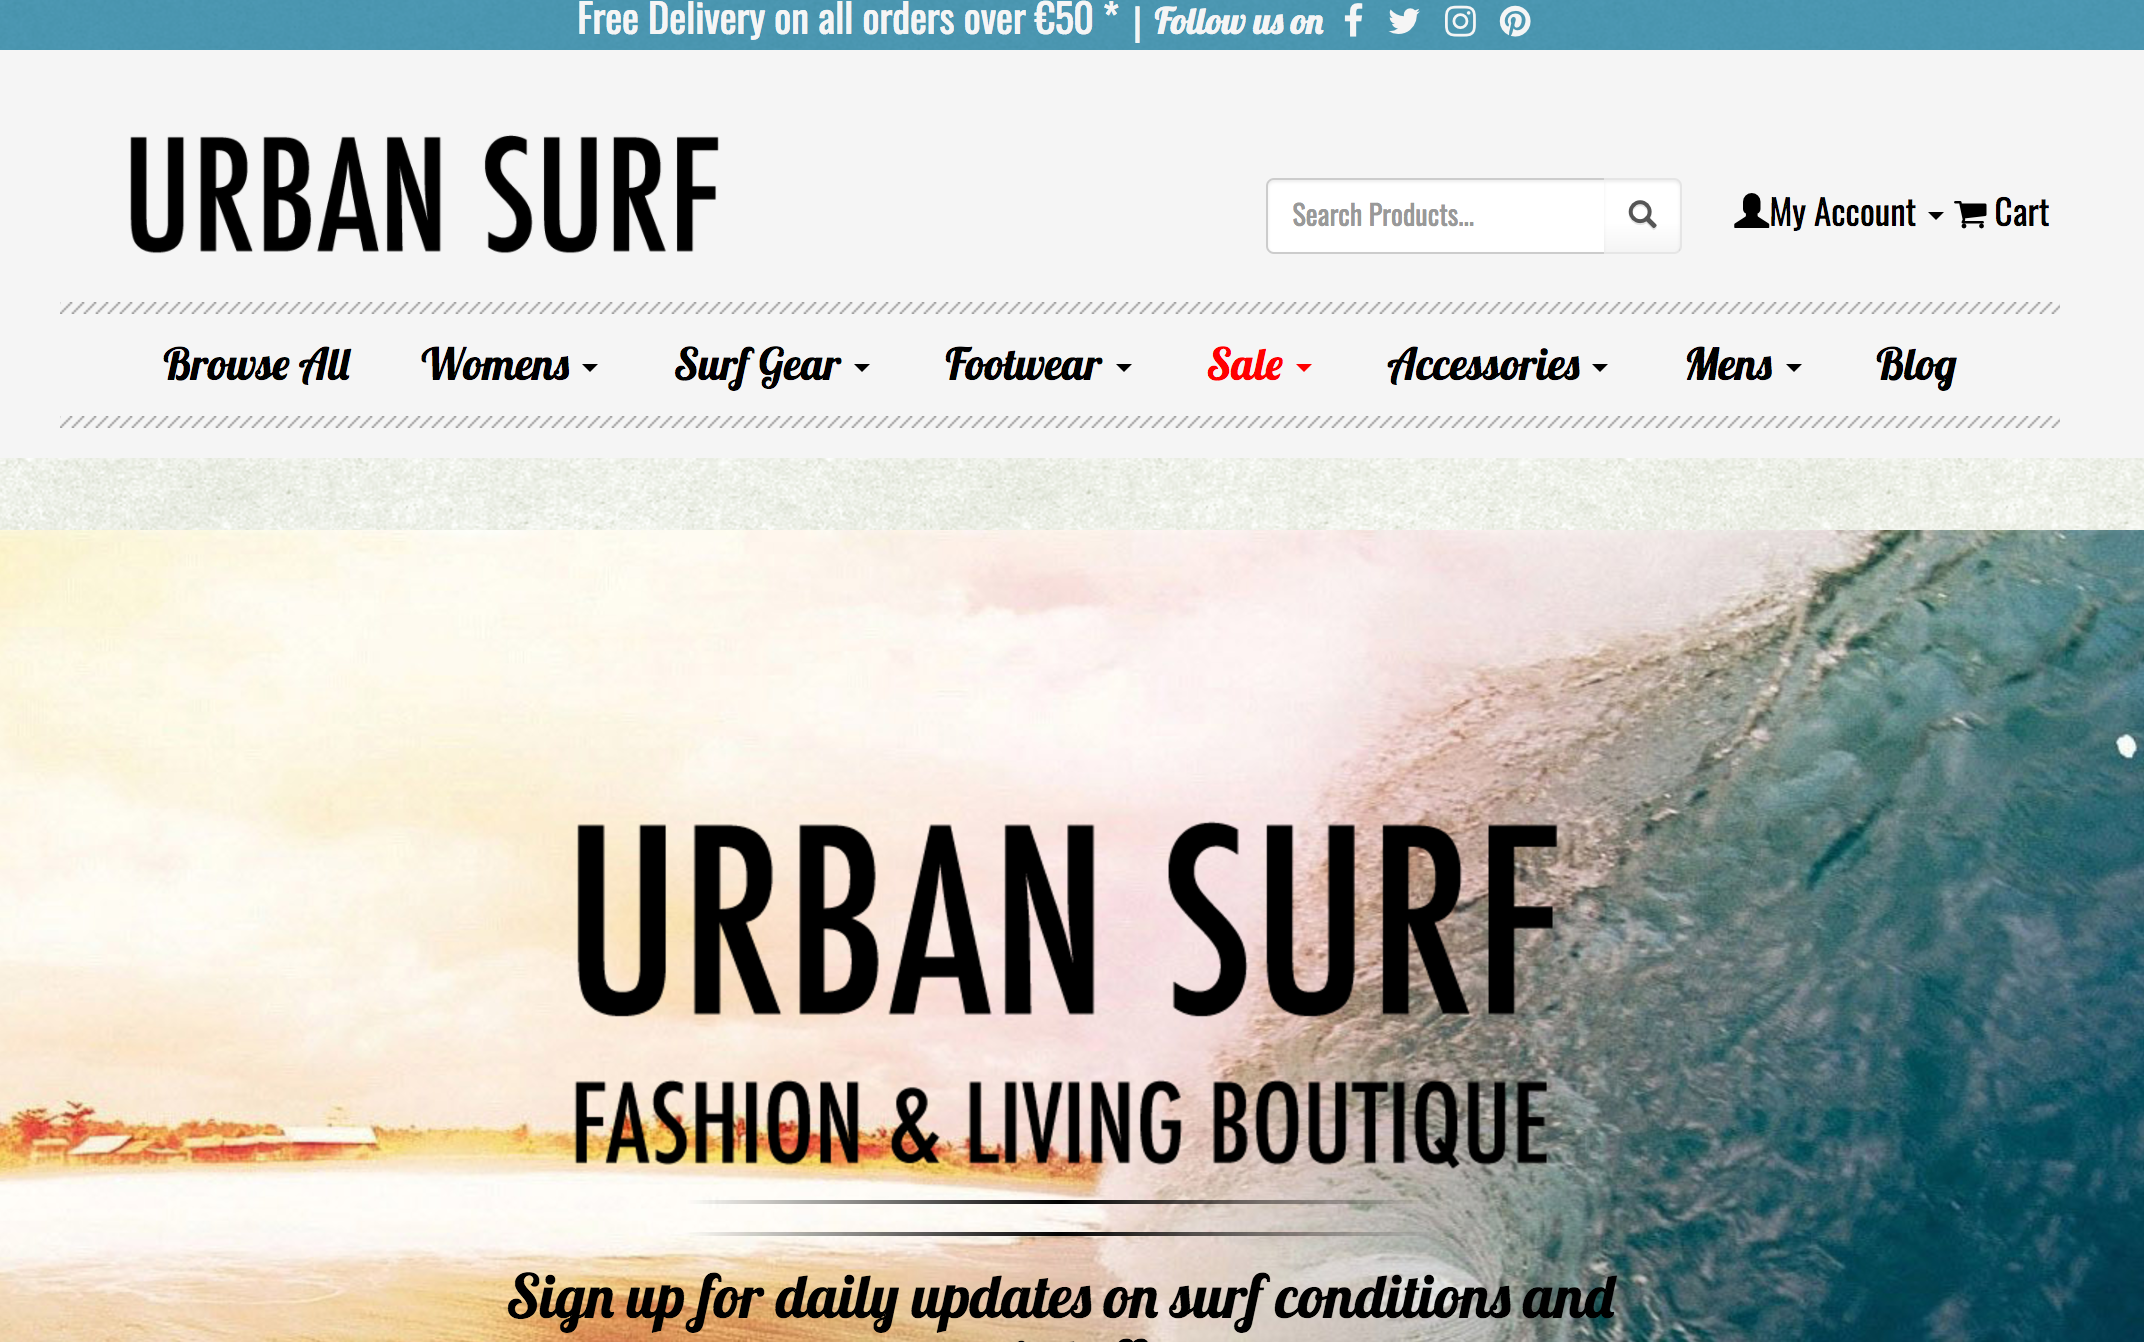 Free Delivery on all orders over €50 * | Follow us on
URBAN SURF
Search Products...
My Account
Cart
Browse All
Womens
Surf Gear
Footwear
Sale
Accessories
Mens
Blog
URBAN SURF
FASHION & LIVING BOUTIQUE
Sign up for daily updates on surf conditions and